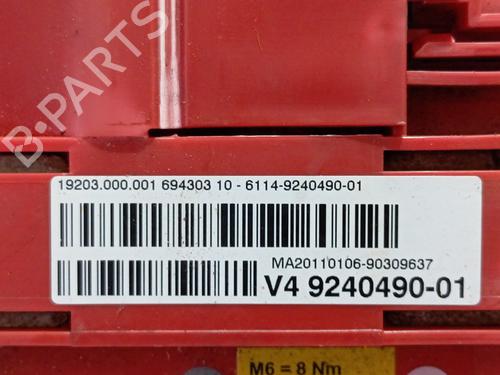 B-PARTS
19203.000.001 694303 10 - 6114-9240490-01
MA20110106-90309637
V4 9240490-01
M6 = 8 Nm